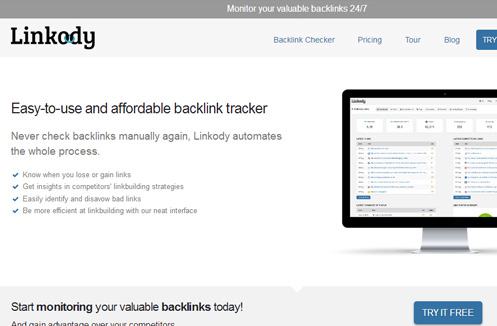 Monitor your valuable backlinks 24/7
Linkody
Backlink Checker
Pricing
Tour
Blog
TRY
Easy-to-use and affordable backlink tracker
Never check backlinks manually again, Linkody automates
the whole process.
Know when you lose or gain links
Get insights in competitors' linkbuilding strategies
Easily identify and disavow bad links
Be more efficient at linkbuilding with our neat interface
Linkody
Start monitoring your valuable backlinks today!
And gain advantage over your competitors
TRY IT FREE